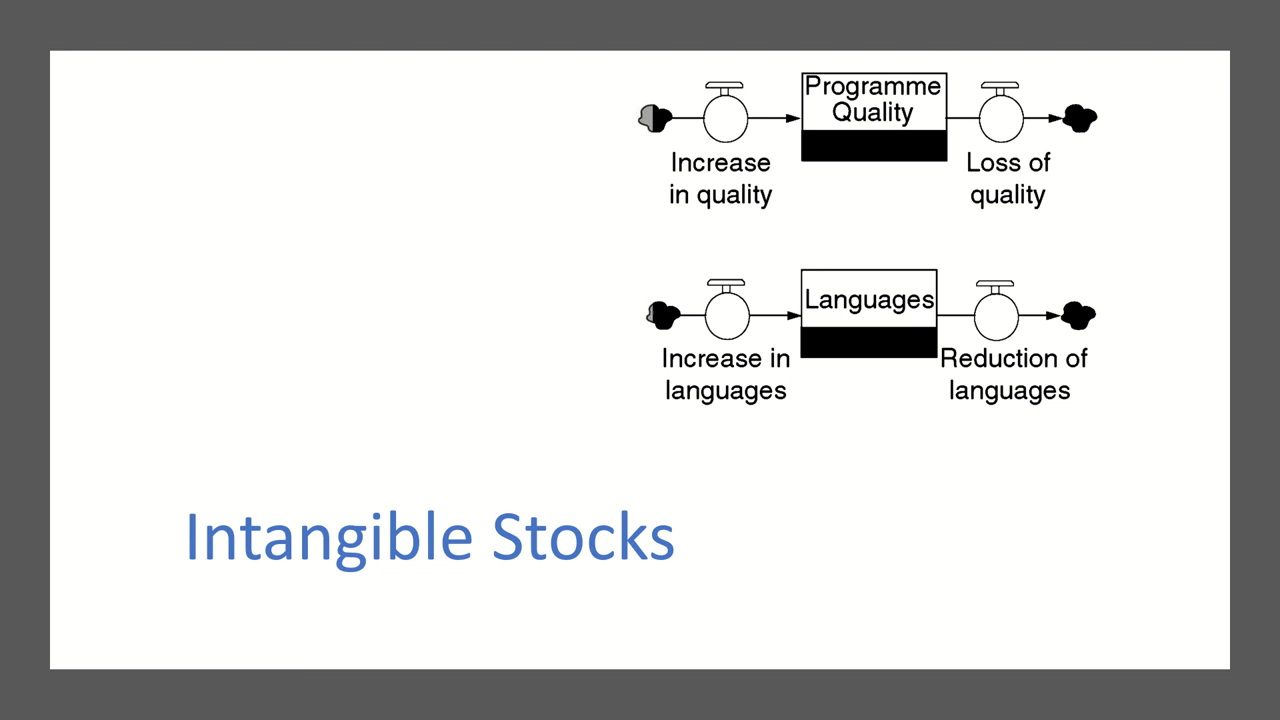 Programme
Quality
Increase
in quality
Loss of
quality
Languages
Increase in
languages
Reduction of
languages
Intangible Stocks